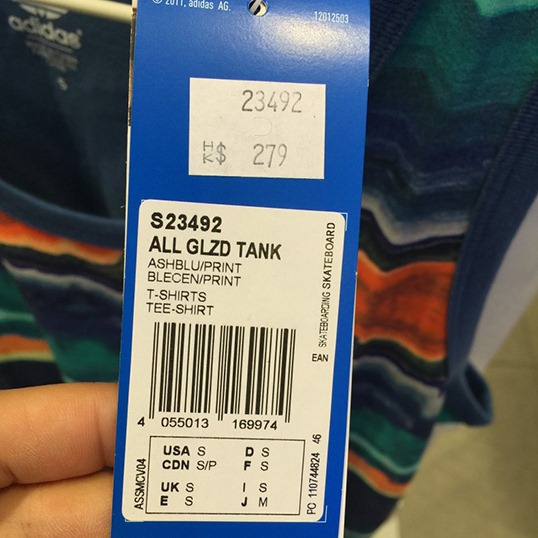 © 2011, adidas AG.
12012503
adidas
S
23492
HK$ 279
S23492
ALL GLZD TANK
ASHBLU/PRINT
BLECEN/PRINT
T-SHIRTS
TEE-SHIRT
SKATEBOARDING SKATEBOARD
EAN
4 055013 169974
USA S D S
CDN S/P F S
UK S I S
E S J M
ASSMCV04
PC 110744824 46